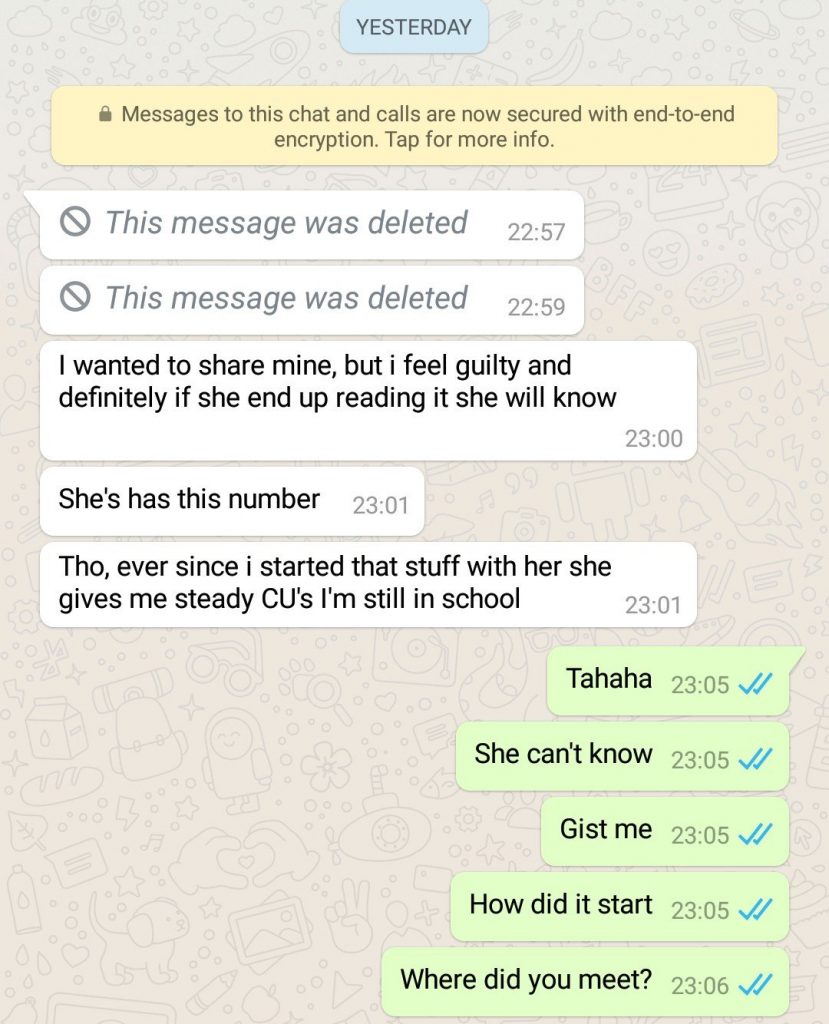 YESTERDAY
Messages to this chat and calls are now secured with end-to-end
encryption. Tap for more info.
This message was deleted 22:57
This message was deleted 22:59
I wanted to share mine, but i feel guilty and
definitely if she end up reading it she will know
23:00
She's has this number 23:01
Tho, ever since i started that stuff with her she
gives me steady CU's I'm still in school 23:01
Tahaha 23:05
She can't know 23:05
Gist me 23:05
How did it start 23:05
Where did you meet? 23:06